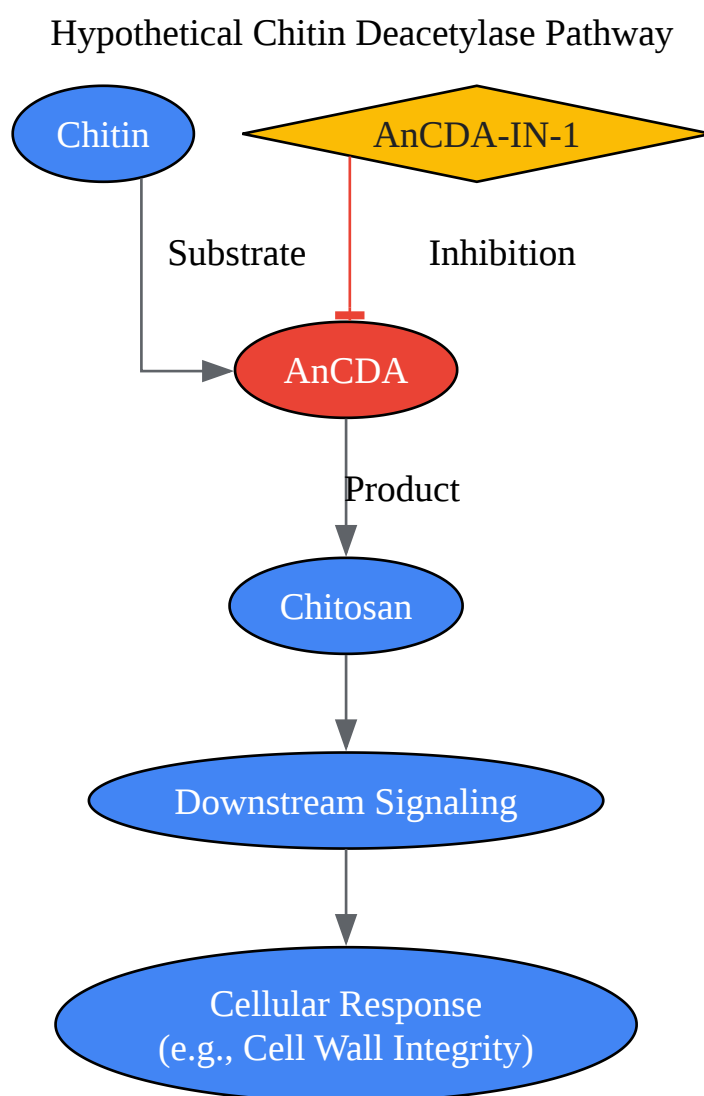 Hypothetical Chitin Deacetylase Pathway
Chitin
AnCDA-IN-1
Substrate
Inhibition
AnCDA
Product
Chitosan
Downstream Signaling
Cellular Response
(e.g., Cell Wall Integrity)